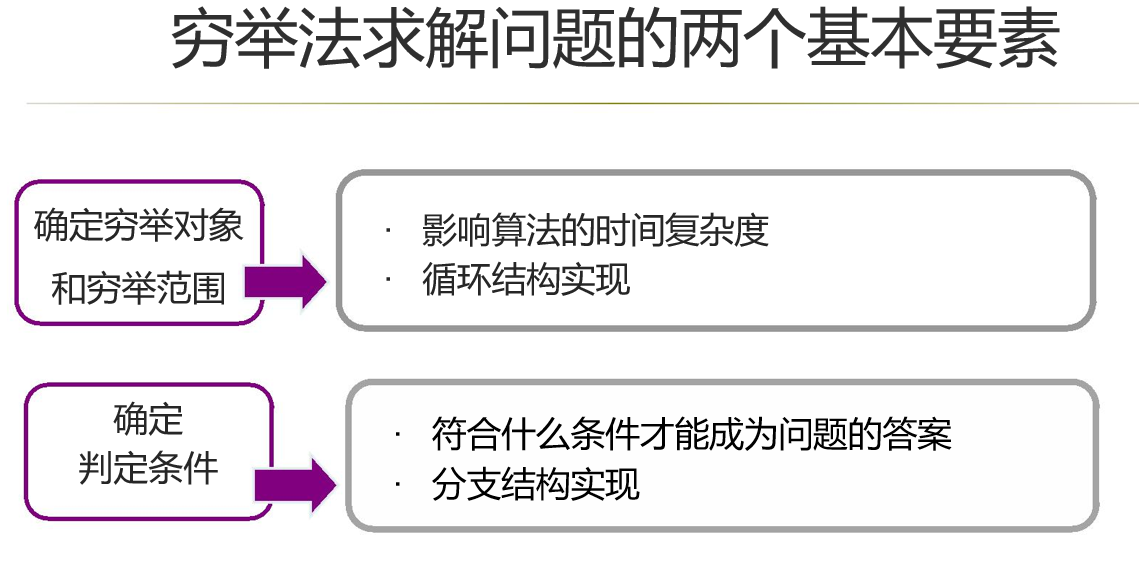 穷举法求解问题的两个基本要素
确定穷举对象
和穷举范围
· 影响算法的时间复杂度
· 循环结构实现
确定
判定条件
· 符合什么条件才能成为问题的答案
· 分支结构实现